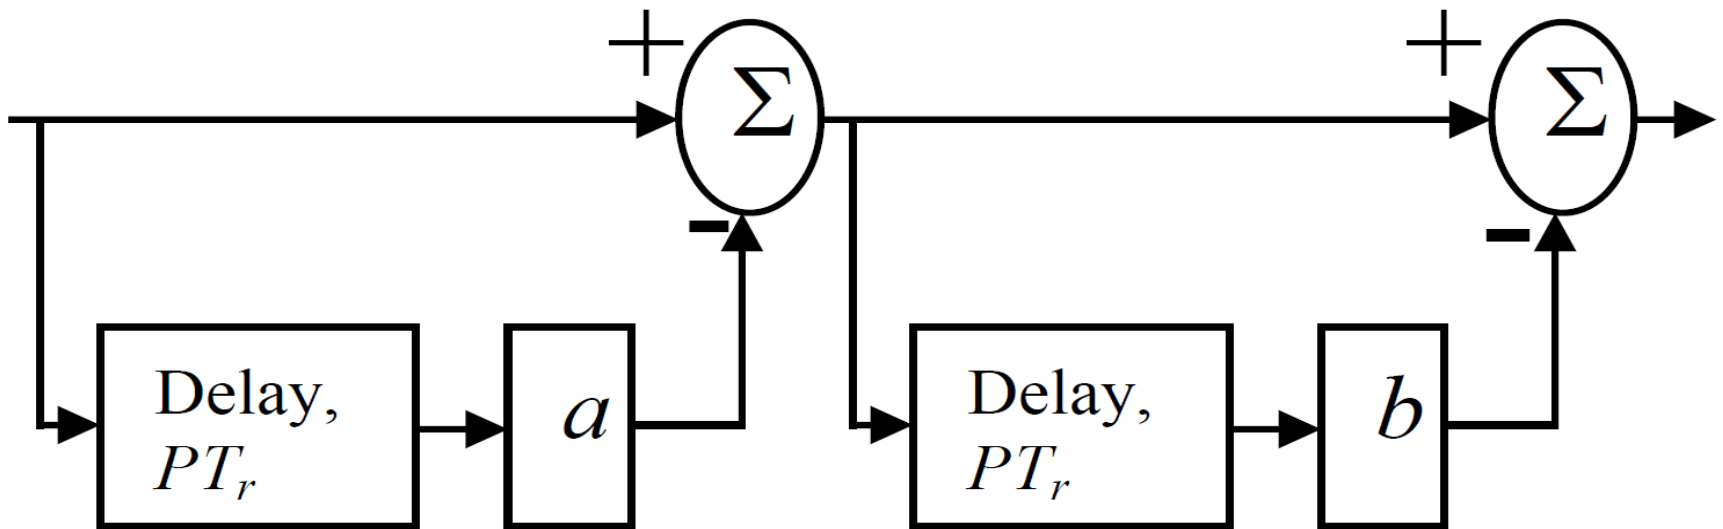 +
+
Σ
Σ
-
-
Delay,
PTr
a
Delay,
PTr
b